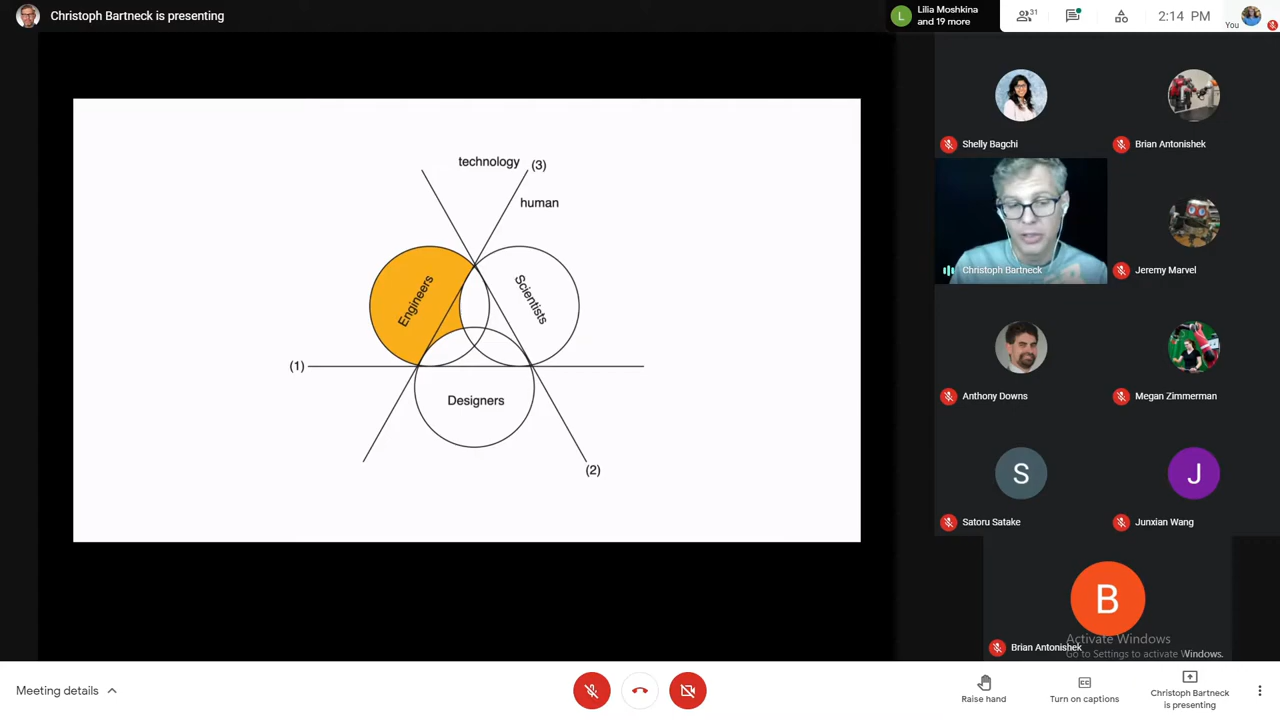 Christoph Bartneck is presenting
L
Lilia Moshkina
and 19 more
31
2:14 PM
You
technology
(3)
human
Engineers
Scientists
(1)
Designers
(2)
Shelly Bagchi
Brian Antonishek
Christoph Bartneck
Jeremy Marvel
Anthony Downs
Megan Zimmerman
S
J
Satoru Satake
Junxian Wang
B
Brian Antonishek
Activate Windows
Go to Settings to activate Windows.
Meeting details
Raise hand
CC
Turn on captions
Christoph Bartneck
is presenting